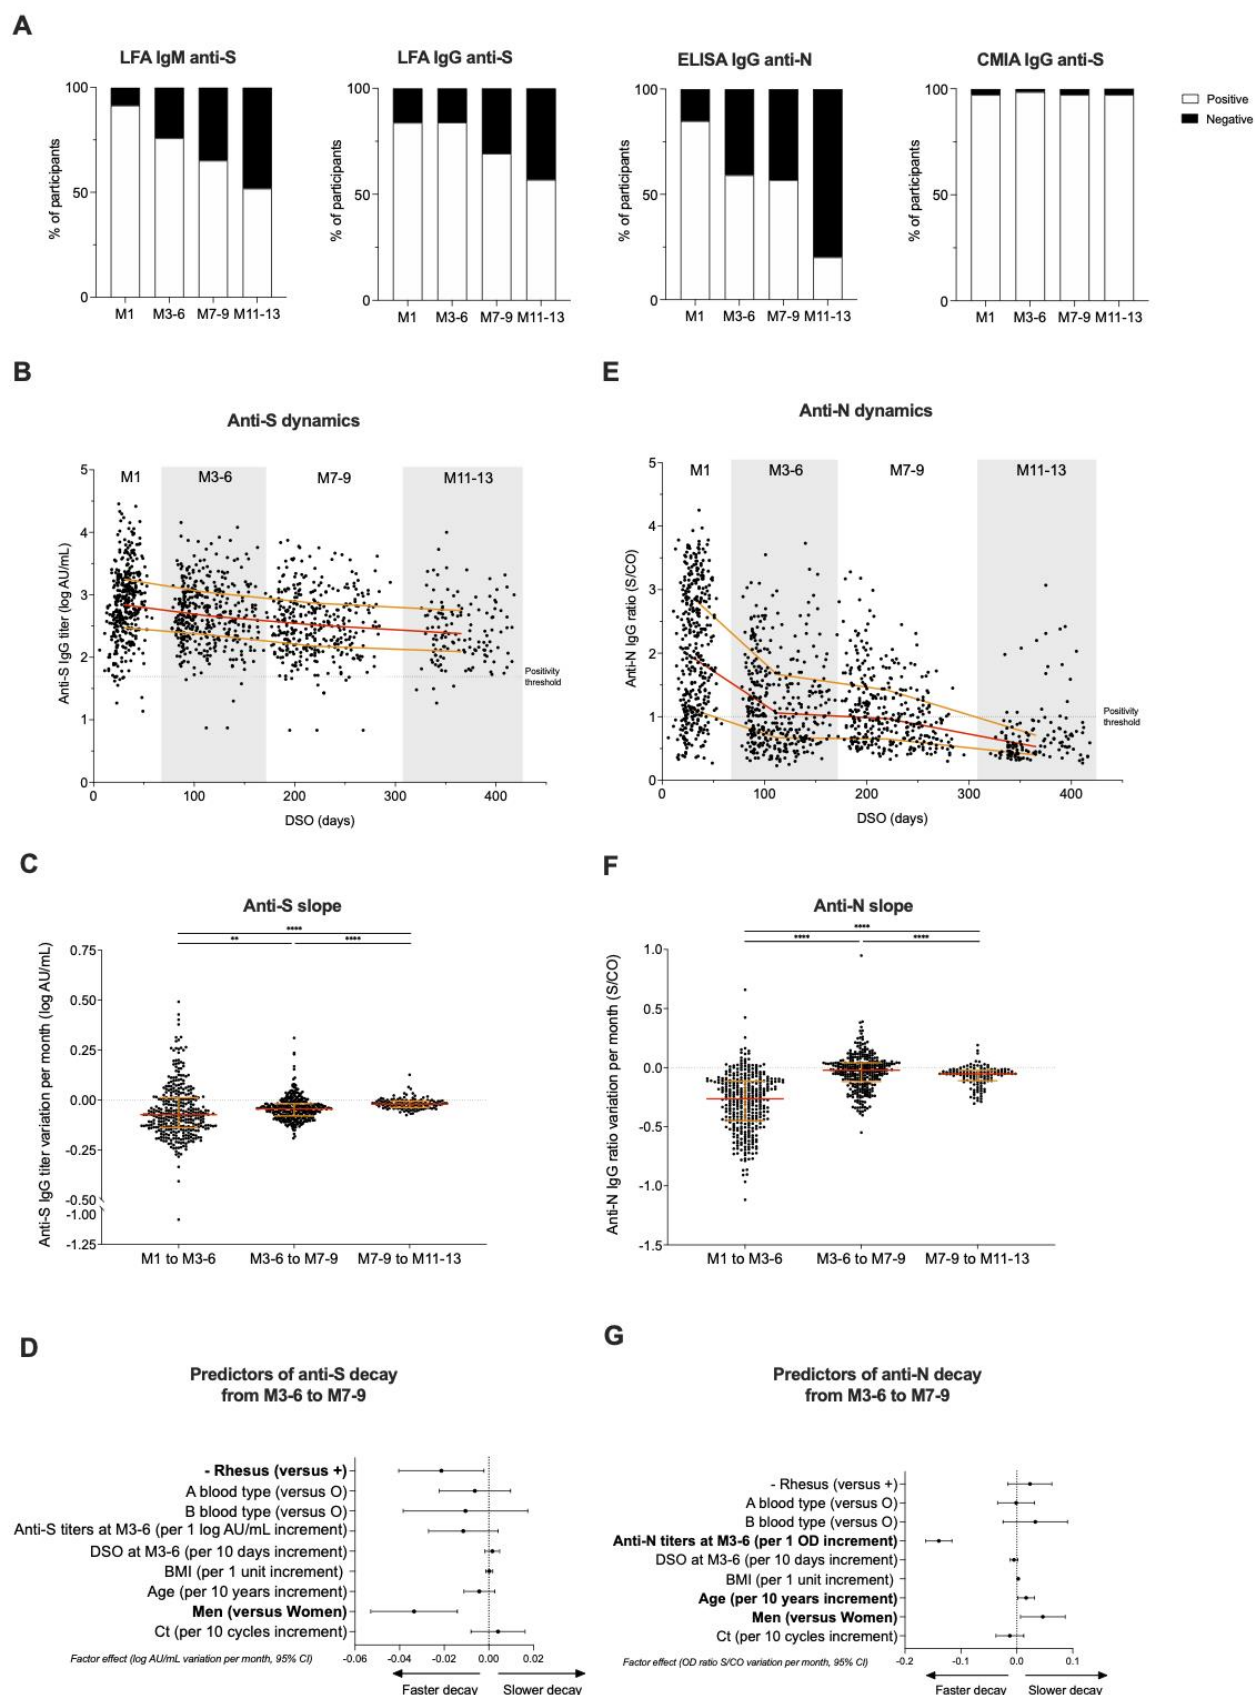 A
LFA IgM anti-S
LFA IgG anti-S
ELISA IgG anti-N
CMIA IgG anti-S
% of participants
100
50
0
M1 M3-6 M7-9 M11-13
% of participants
100
50
0
M1 M3-6 M7-9 M11-13
% of participants
100
50
0
M1 M3-6 M7-9 M11-13
% of participants
100
50
0
M1 M3-6 M7-9 M11-13
Positive
Negative
B
Anti-S dynamics
Anti-S IgG titer (log AU/mL)
5
4
3
2
1
0
M1 M3-6 M7-9 M11-13
Positivity
threshold
0 100 200 300 400
DSO (days)
E
Anti-N dynamics
Anti-N IgG ratio (S/CO)
5
4
3
2
1
0
M1 M3-6 M7-9 M11-13
Positivity
threshold
0 100 200 300 400
DSO (days)
C
Anti-S slope
Anti-S IgG titer variation per month (log AU/mL)
****
** ****
0.75
0.50
0.25
0.00
-0.25
-0.50
-1.00
-1.25
M1 to M3-6 M3-6 to M7-9 M7-9 to M11-13
F
Anti-N slope
Anti-N IgG ratio variation per month (S/CO)
****
**** ****
1.0
0.5
0.0
-0.5
-1.0
-1.5
M1 to M3-6 M3-6 to M7-9 M7-9 to M11-13
D
Predictors of anti-S decay
from M3-6 to M7-9
- Rhesus (versus +)
A blood type (versus O)
B blood type (versus O)
Anti-S titers at M3-6 (per 1 log AU/mL increment)
DSO at M3-6 (per 10 days increment)
BMI (per 1 unit increment)
Age (per 10 years increment)
Men (versus Women)
Ct (per 10 cycles increment)
-0.06 -0.04 -0.02 0.00 0.02
Factor effect (log AU/mL variation per month, 95% CI)
Faster decay Slower decay
G
Predictors of anti-N decay
from M3-6 to M7-9
- Rhesus (versus +)
A blood type (versus O)
B blood type (versus O)
Anti-N titers at M3-6 (per 1 OD increment)
DSO at M3-6 (per 10 days increment)
BMI (per 1 unit increment)
Age (per 10 years increment)
Men (versus Women)
Ct (per 10 cycles increment)
-0.2 -0.1 0.0 0.1
Factor effect (OD ratio S/CO variation per month, 95% CI)
Faster decay Slower decay